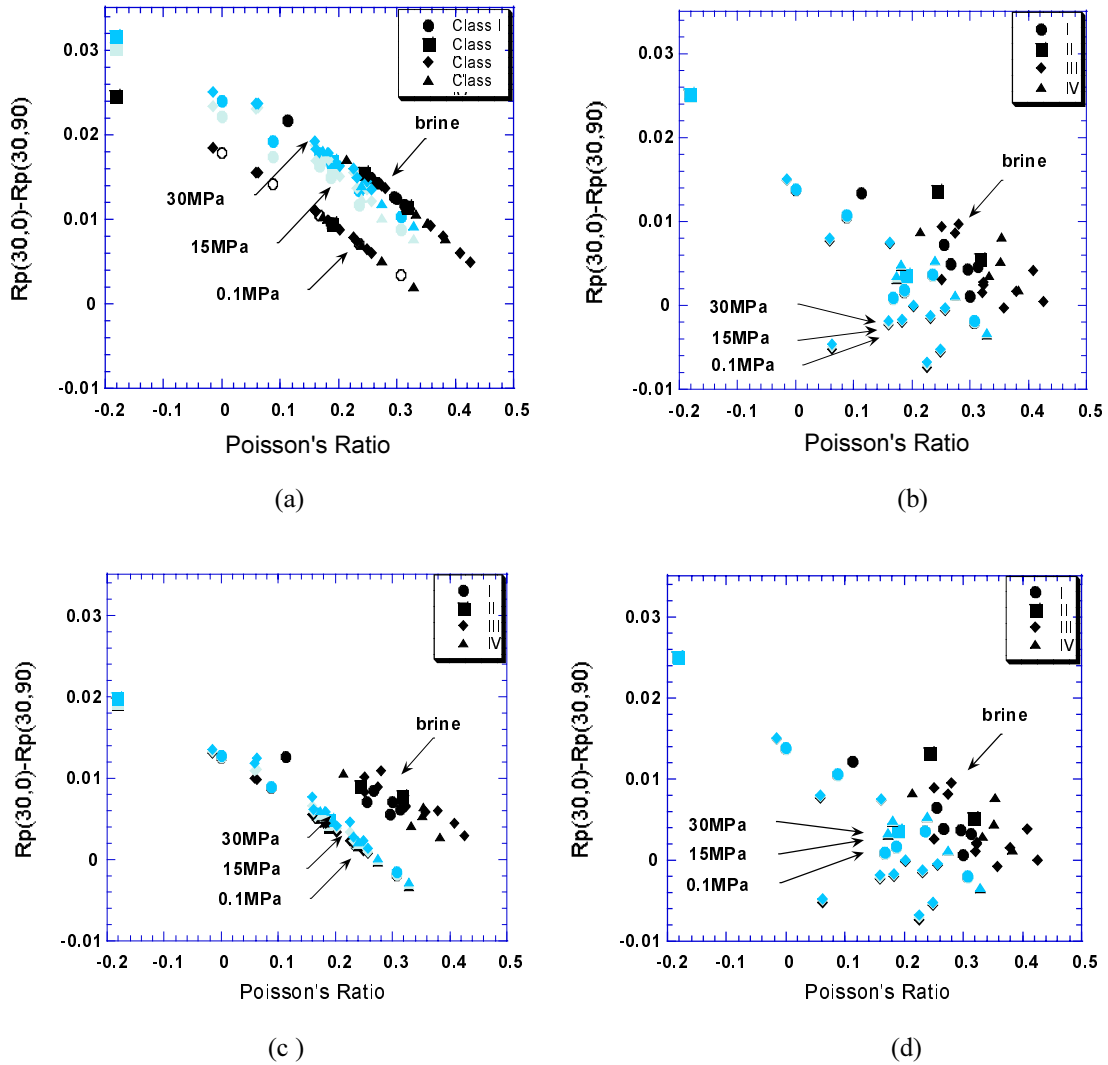 Class I
Class
Class
Class
brine
30MPa
15MPa
0.1MPa
0.03
0.02
0.01
0
-0.01
-0.2 -0.1 0 0.1 0.2 0.3 0.4 0.5
Rp(30,0)-Rp(30,90)
Poisson's Ratio
(a)
I
II
III
IV
brine
30MPa
15MPa
0.1MPa
0.03
0.02
0.01
0
-0.01
-0.2 -0.1 0 0.1 0.2 0.3 0.4 0.5
Rp(30,0)-Rp(30,90)
Poisson's Ratio
(b)
I
II
III
IV
brine
30MPa
15MPa
0.1MPa
0.03
0.02
0.01
0
-0.01
-0.2 -0.1 0 0.1 0.2 0.3 0.4 0.5
Rp(30,0)-Rp(30,90)
Poisson's Ratio
(c )
I
II
III
IV
brine
30MPa
15MPa
0.1MPa
0.03
0.02
0.01
0
-0.01
-0.2 -0.1 0 0.1 0.2 0.3 0.4 0.5
Rp(30,0)-Rp(30,90)
Poisson's Ratio
(d)